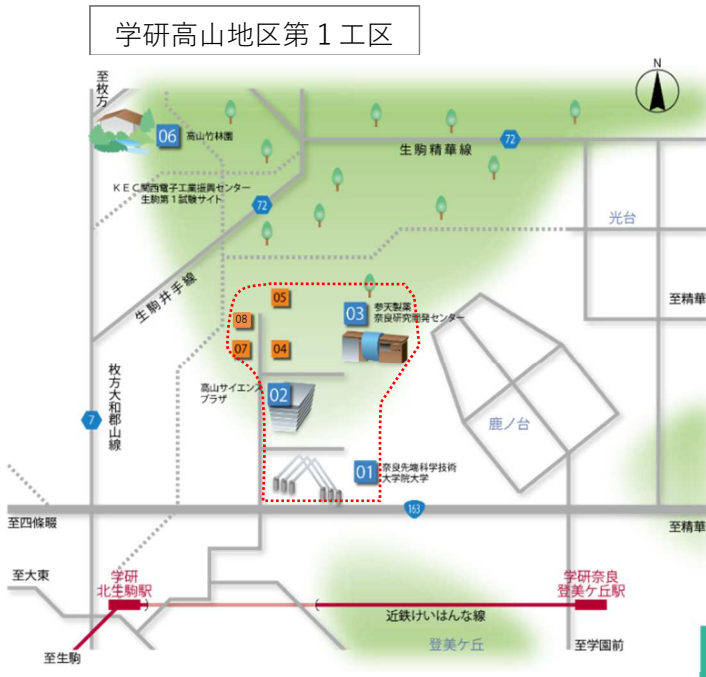 学研高山地区第１工区
N
至枚方
06
高山竹林園
72
生駒精華線
ＫＥＣ関西電子工業振興センター
生駒第１試験サイト
72
光台
生駒井手線
05
03
参天製薬
奈良研究開発センター
至精華
08
07
04
枚方大和郡山線
高山サイエンス
プラザ
02
7
鹿ノ台
01
奈良先端科学技術
大学院大学
163
至四條畷
至精華
至大東
学研
北生駒駅
学研奈良
登美ケ丘駅
近鉄けいはんな線
至生駒
登美ケ丘
至学園前